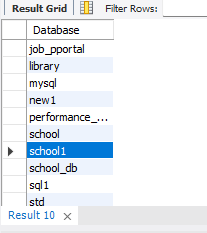 Result Grid Filter Rows:
Database
job_pportal
library
mysql
new1
performance_...
school
school1
school_db
sql1
std
Result 10 ×